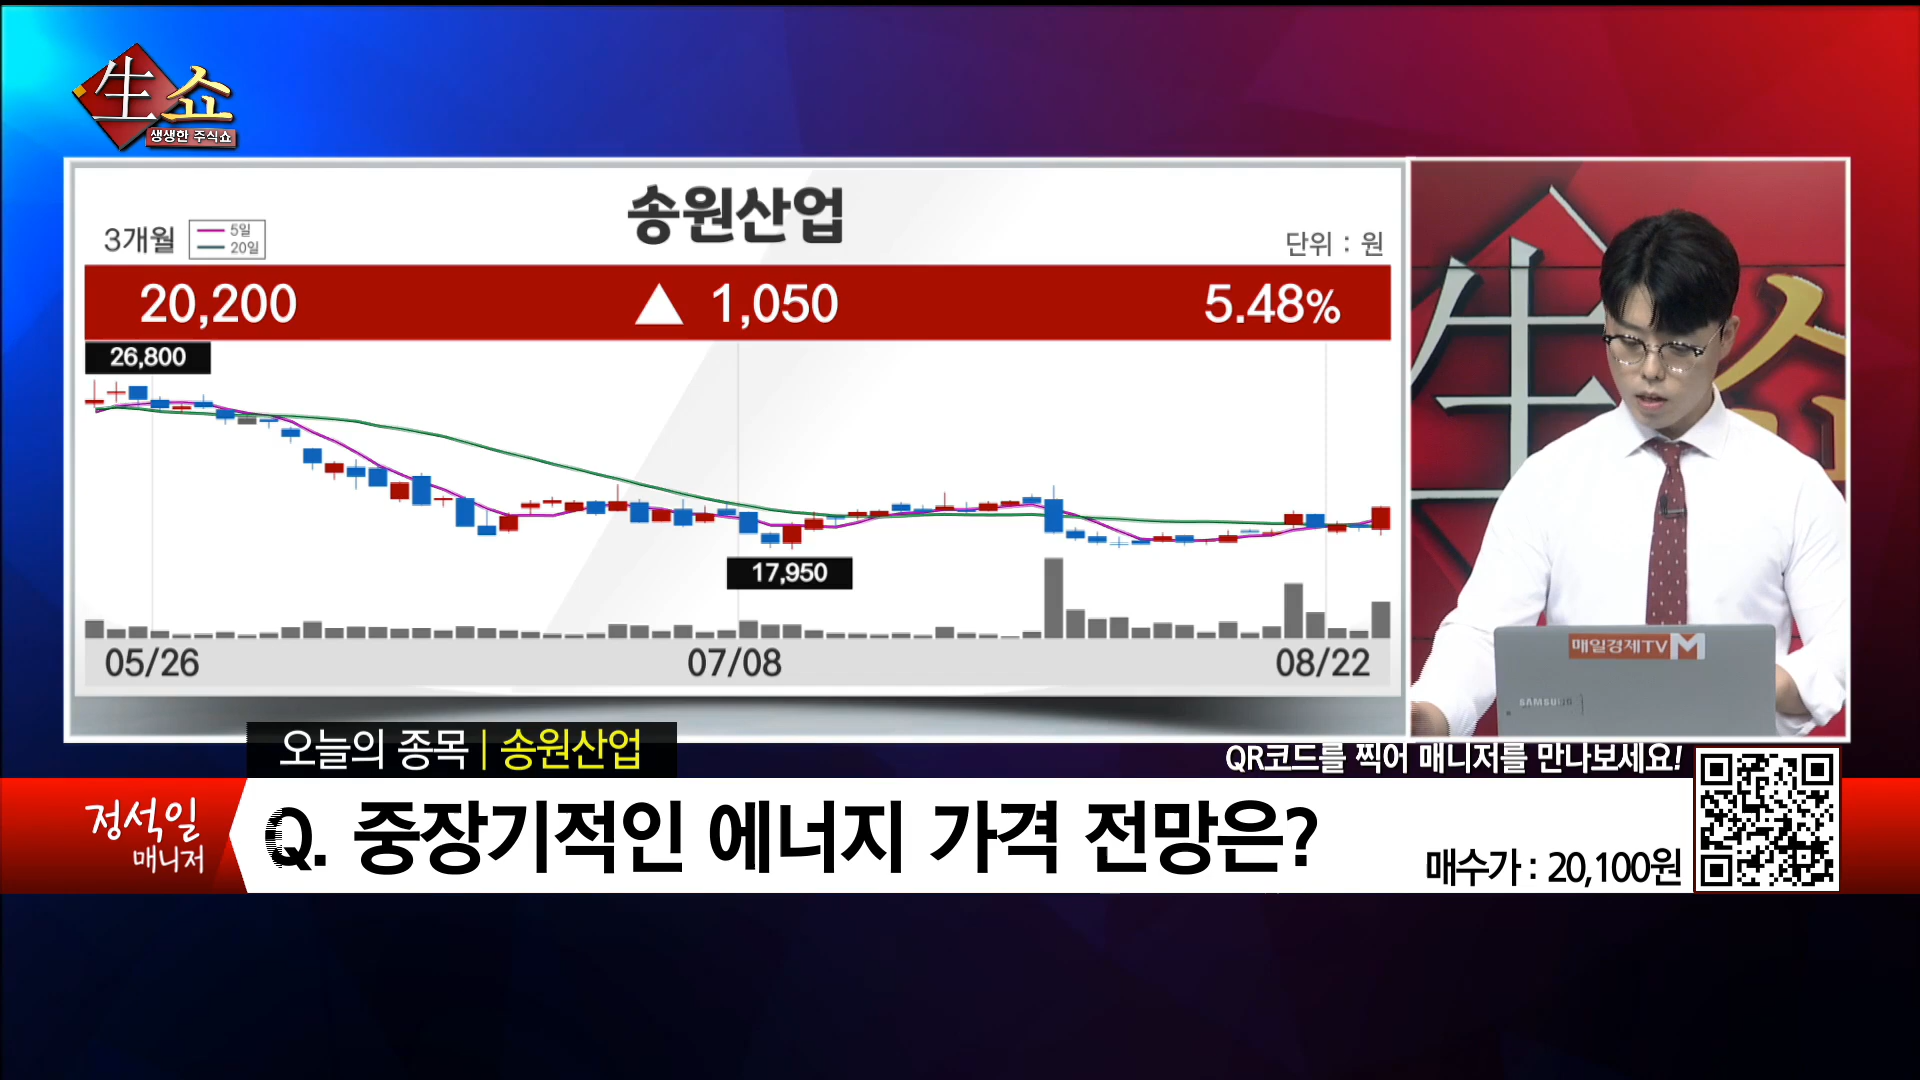 生쇼
생생한 주식쇼
송원산업
3개월
5일
20일
단위 : 원
20,200 ▲ 1,050 5.48%
26,800
17,950
05/26 07/08 08/22
매일경제TV M
SAMSUNG
오늘의 종목 | 송원산업
QR코드를 찍어 매니저를 만나보세요!
정석일
매니저
Q. 중장기적인 에너지 가격 전망은?
매수가 : 20,100원